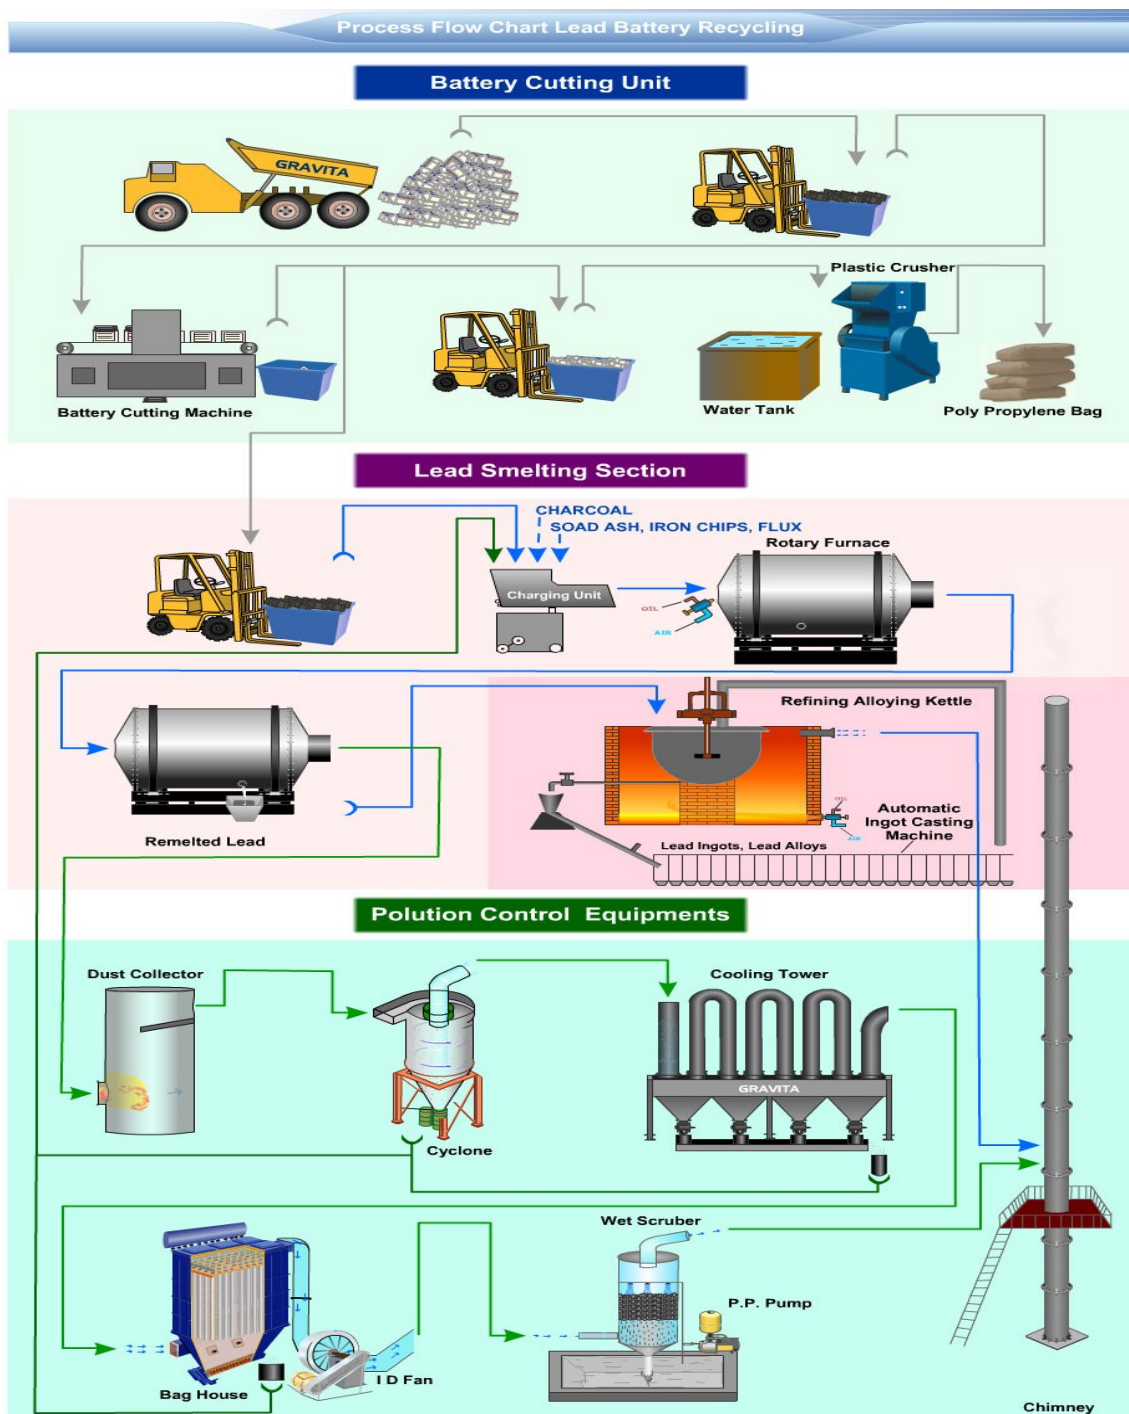 Process Flow Chart Lead Battery Recycling
Battery Cutting Unit
GRAVITA
Plastic Crusher
Battery Cutting Machine
Water Tank
Poly Propylene Bag
Lead Smelting Section
CHARCOAL
SOAD ASH, IRON CHIPS, FLUX
Rotary Furnace
Charging Unit
OIL
AIR
Refining Alloying Kettle
OIL
AIR
Automatic
Ingot Casting
Machine
Remelted Lead
Lead Ingots, Lead Alloys
Polution Control Equipments
Dust Collector
Cooling Tower
GRAVITA
Cyclone
Wet Scruber
P.P. Pump
I D Fan
Bag House
Chimney